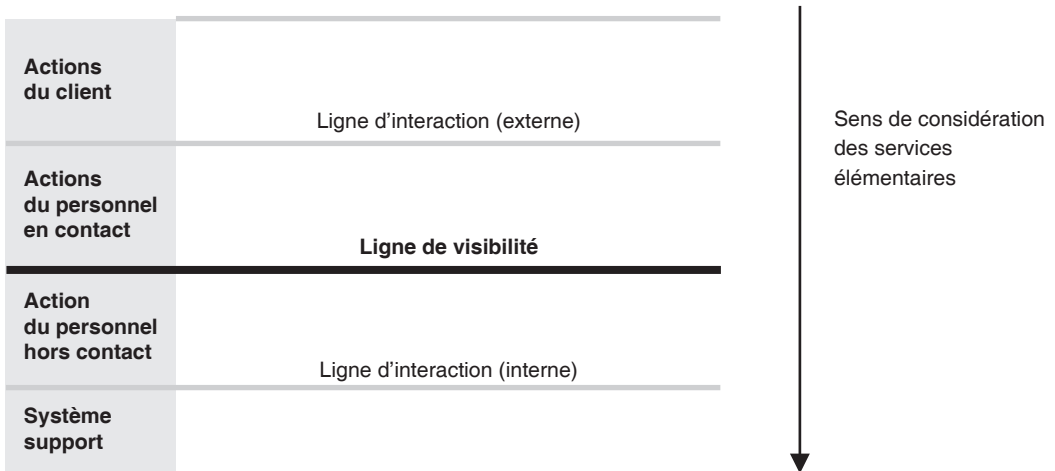 Actions
du client
Ligne d'interaction (externe)
Sens de considération
des services
élémentaires
Actions
du personnel
en contact
Ligne de visibilité
Action
du personnel
hors contact
Ligne d'interaction (interne)
Système
support